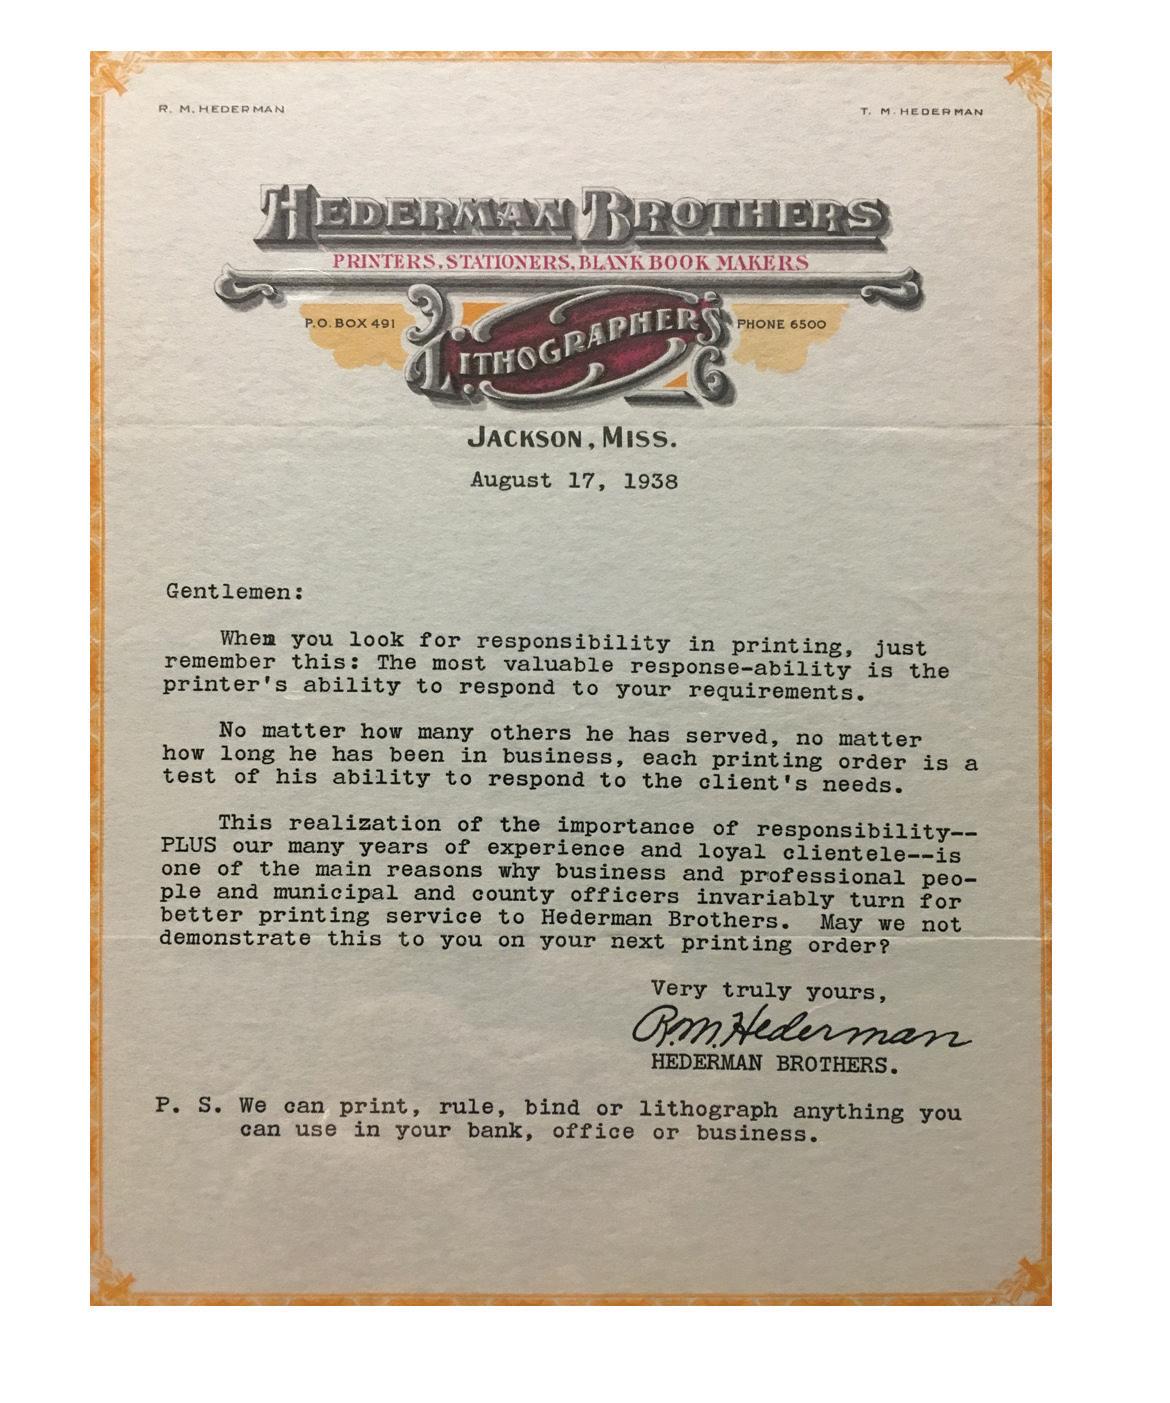 R. M. HEDERMAN
T. M. HEDERMAN
HEDERMAN BROTHERS
PRINTERS, STATIONERS, BLANK BOOK MAKERS
P.O. BOX 491
LITHOGRAPHERS
PHONE 6500
JACKSON, MISS.
August 17, 1938
Gentlemen:
When you look for responsibility in printing, just
remember this: The most valuable response-ability is the
printer's ability to respond to your requirements.
No matter how many others he has served, no matter
how long he has been in business, each printing order is a
test of his ability to respond to the client's needs.
This realization of the importance of responsibility--
PLUS our many years of experience and loyal clientele--is
one of the main reasons why business and professional peo-
ple and municipal and county officers invariably turn for
better printing service to Hederman Brothers.  May we not
demonstrate this to you on your next printing order?
Very truly yours,
R.M. Hederman
HEDERMAN BROTHERS.
P. S. We can print, rule, bind or lithograph anything you
can use in your bank, office or business.